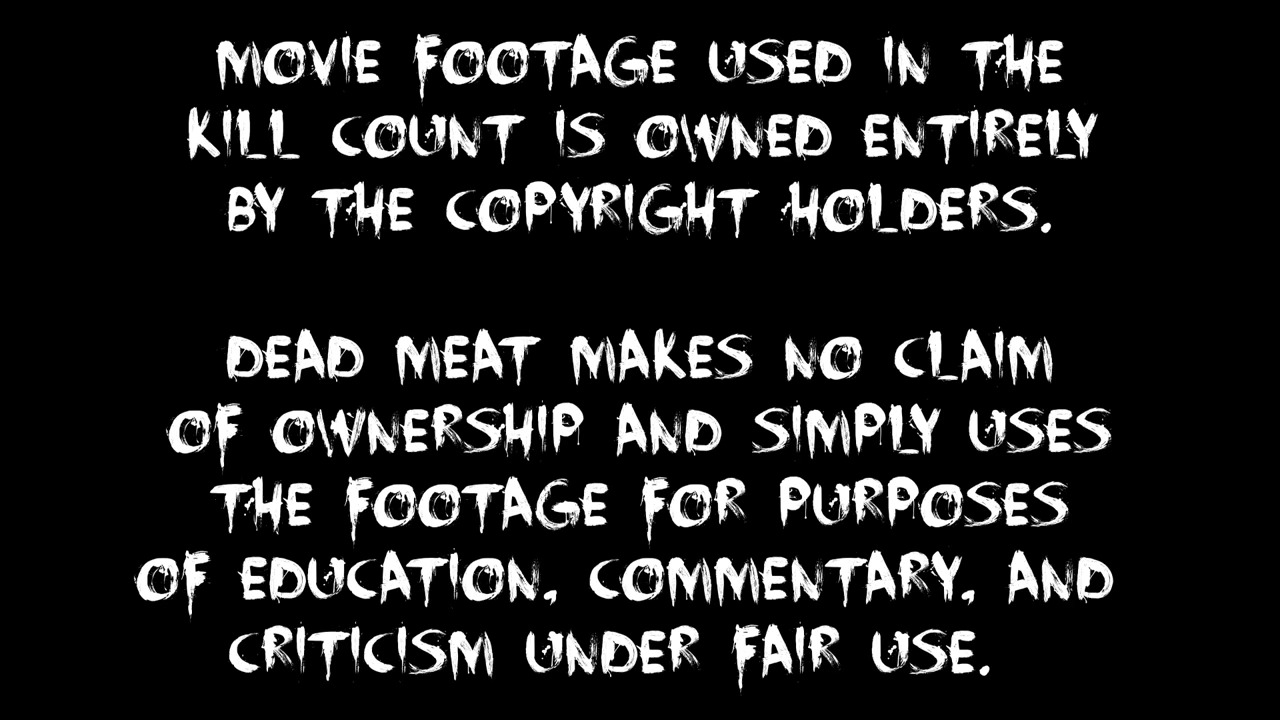 MOVIE FOOTAGE USED IN THE
KILL COUNT IS OWNED ENTIRELY
BY THE COPYRIGHT HOLDERS.
DEAD MEAT MAKES NO CLAIM
OF OWNERSHIP AND SIMPLY USES
THE FOOTAGE FOR PURPOSES
OF EDUCATION, COMMENTARY, AND
CRITICISM UNDER FAIR USE.